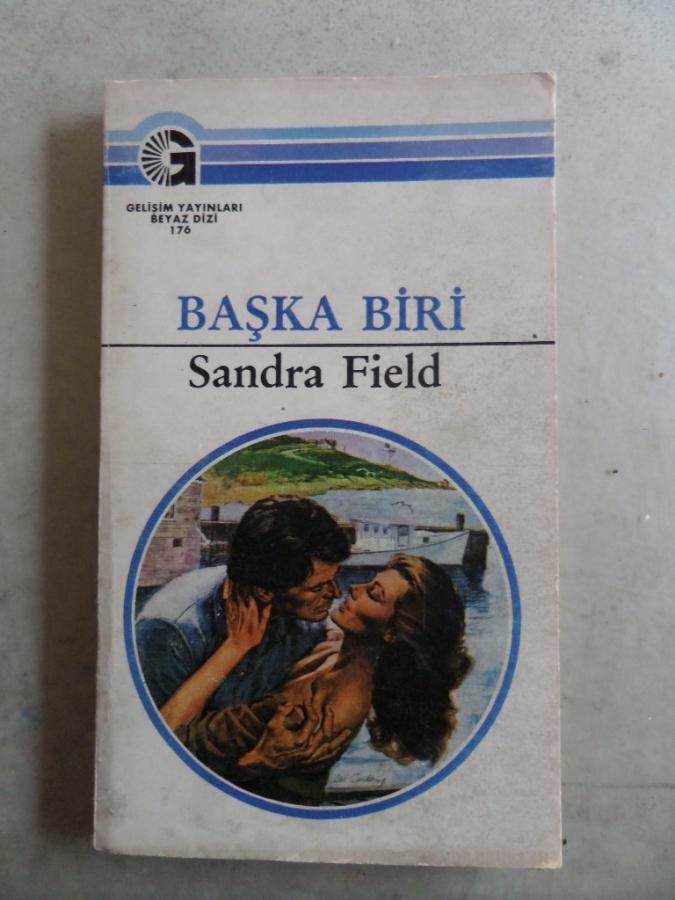 G
GELİŞİM YAYINLARI
BEYAZ DİZİ
176
BAŞKA BİRİ
Sandra Field